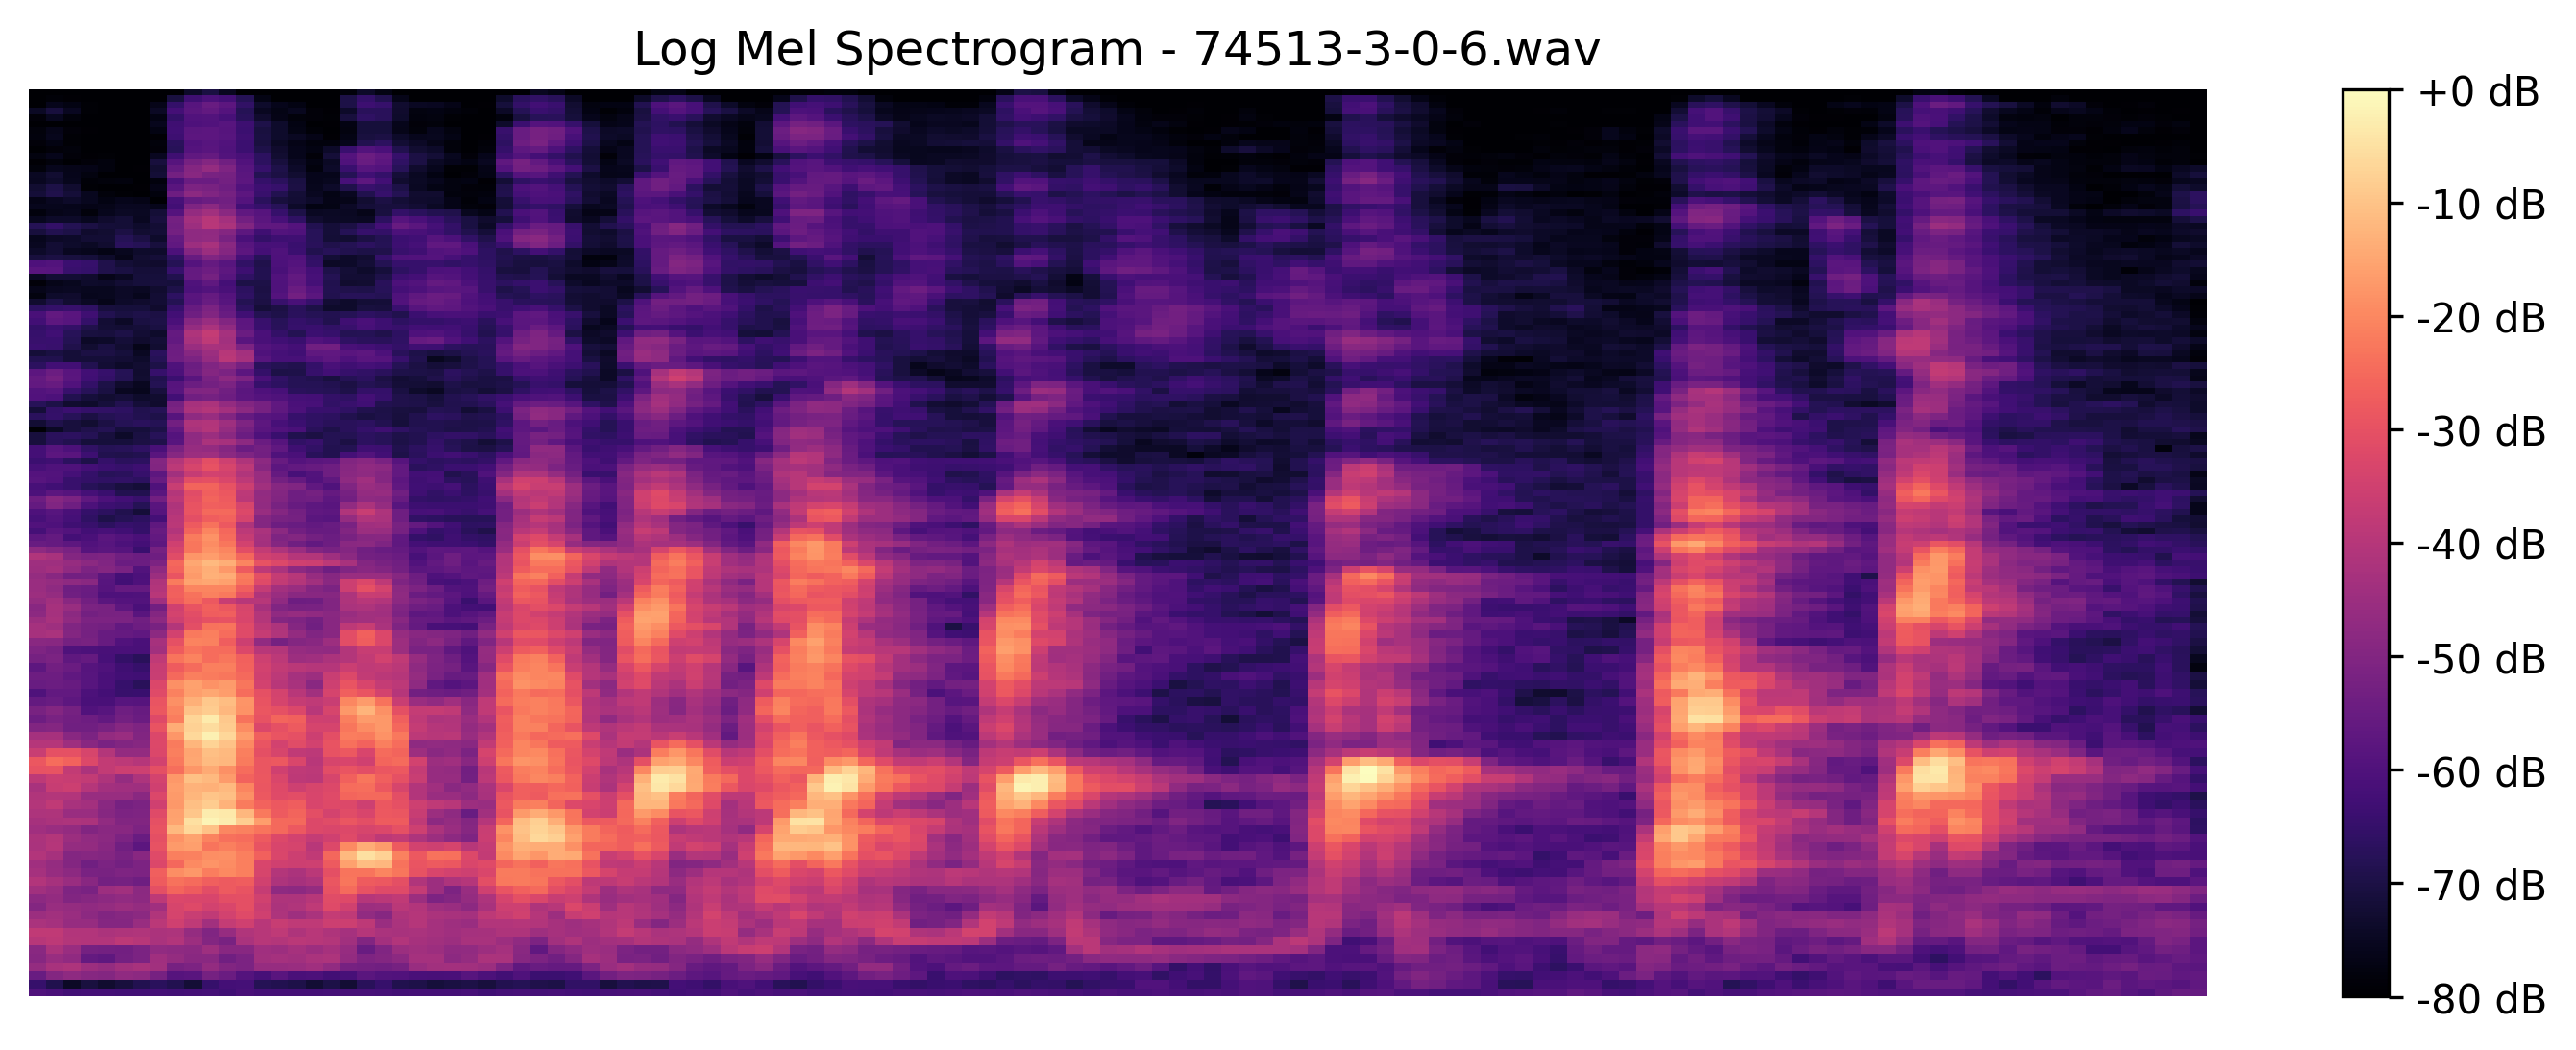 Log Mel Spectrogram - 74513-3-0-6.wav
+0 dB
-10 dB
-20 dB
-30 dB
-40 dB
-50 dB
-60 dB
-70 dB
-80 dB